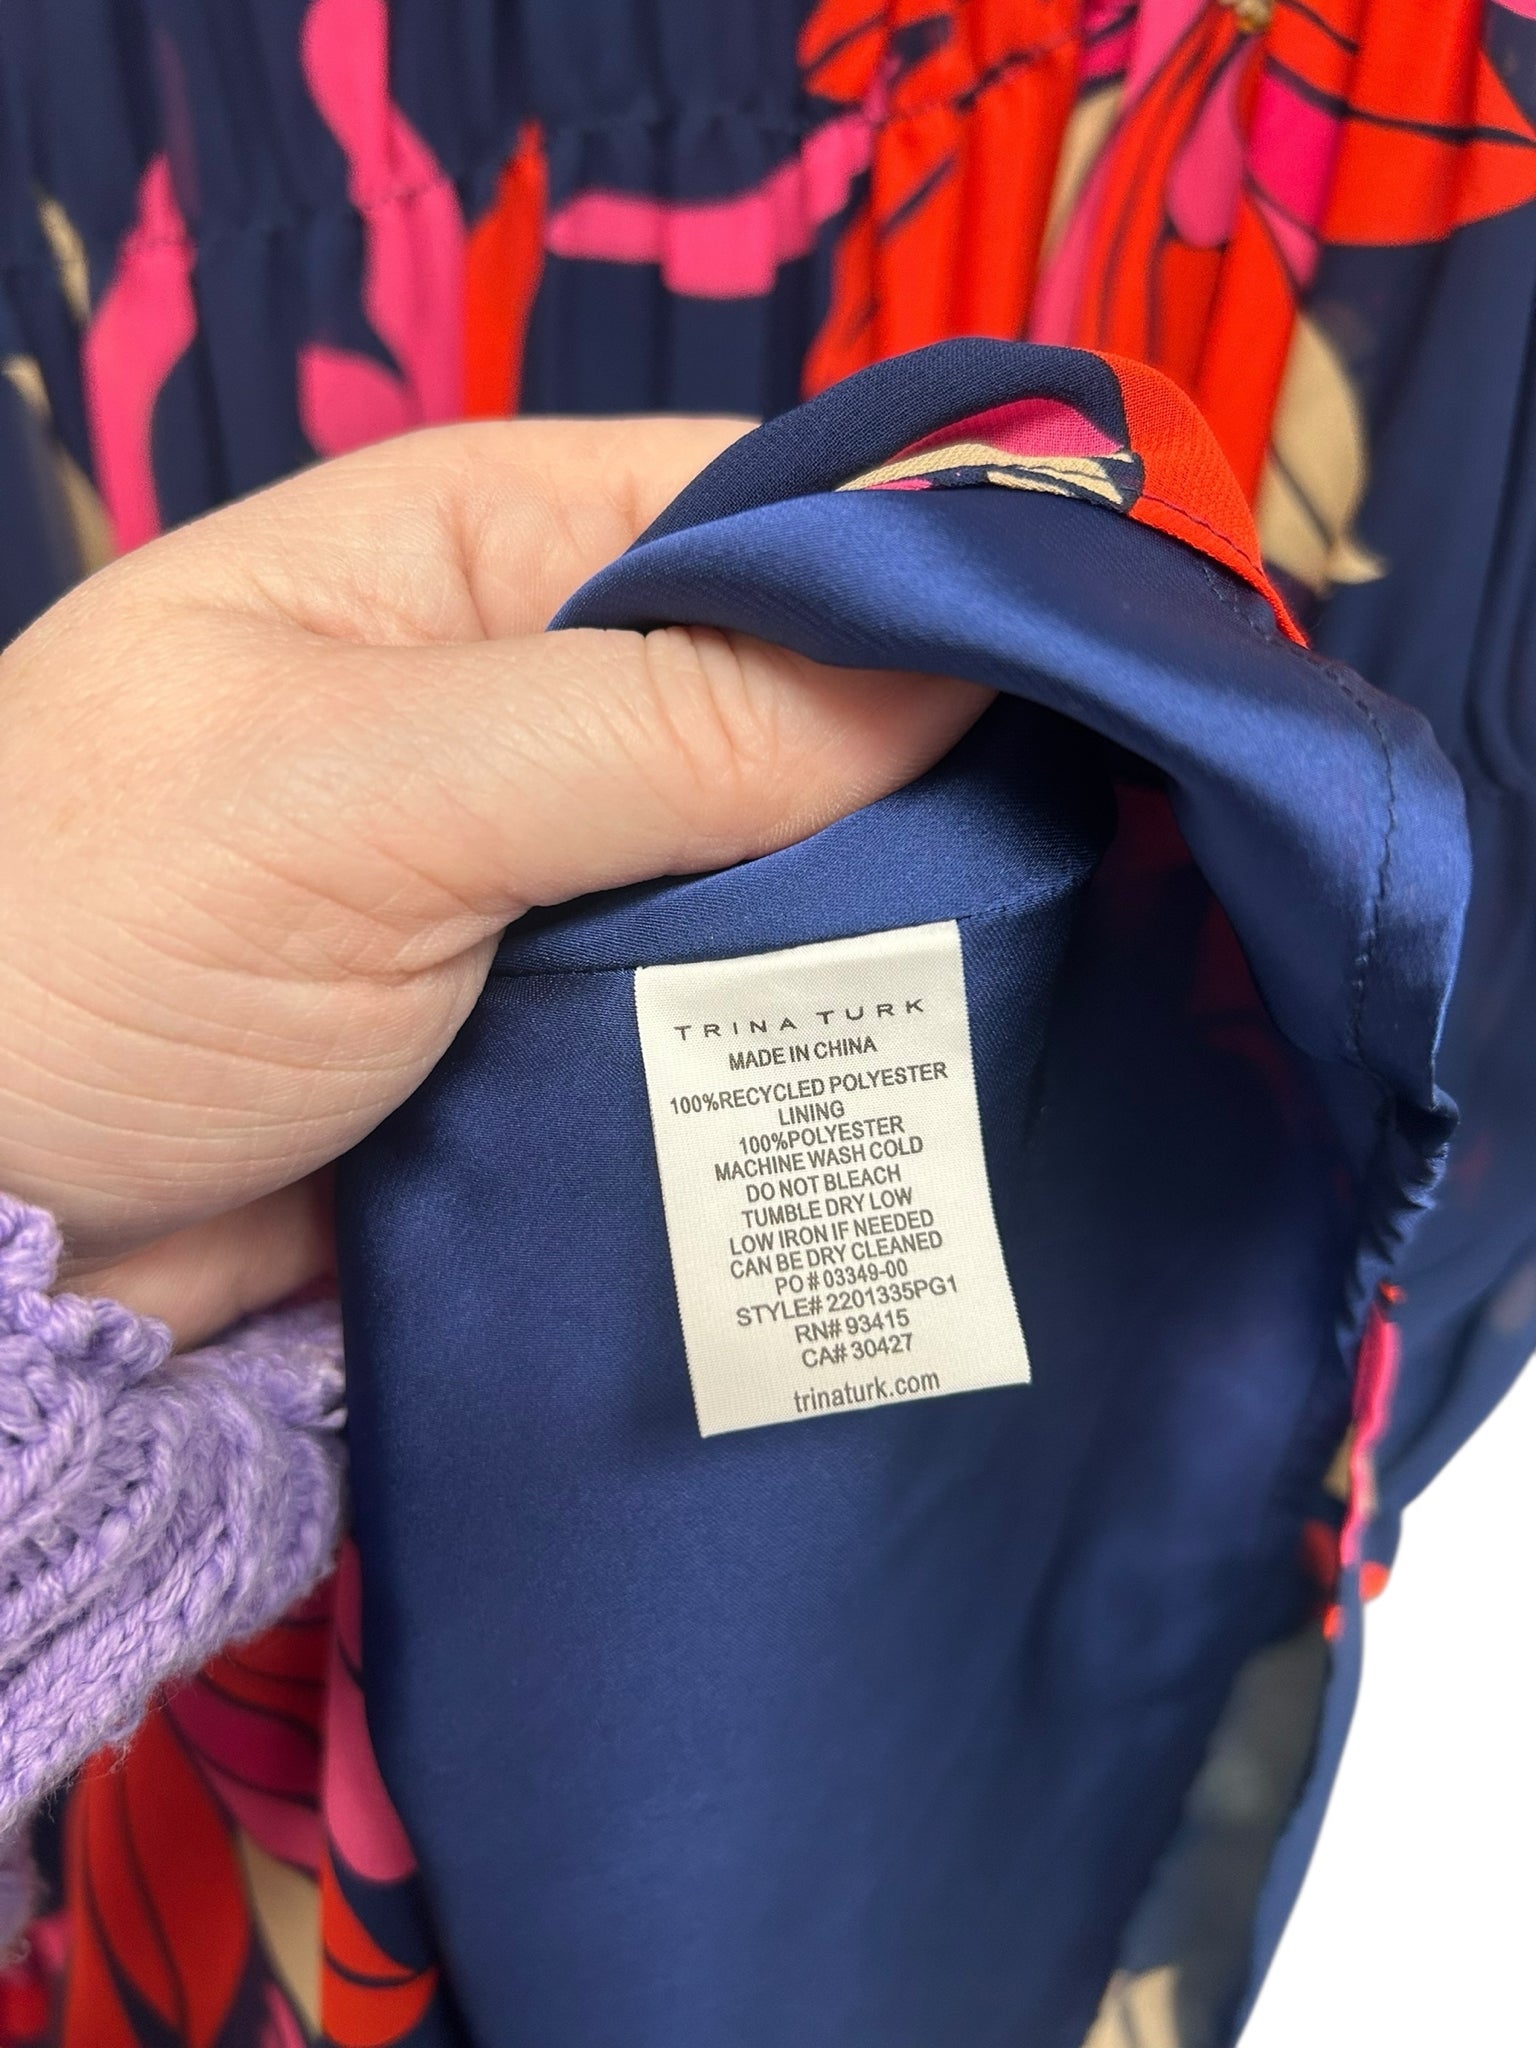 TRINA TURK
MADE IN CHINA
100%RECYCLED POLYESTER
LINING
100%POLYESTER
MACHINE WASH COLD
DO NOT BLEACH
TUMBLE DRY LOW
LOW IRON IF NEEDED
CAN BE DRY CLEANED
PO # 03349-00
STYLE# 2201335PG1
RN# 93415
CA# 30427
trinaturk.com